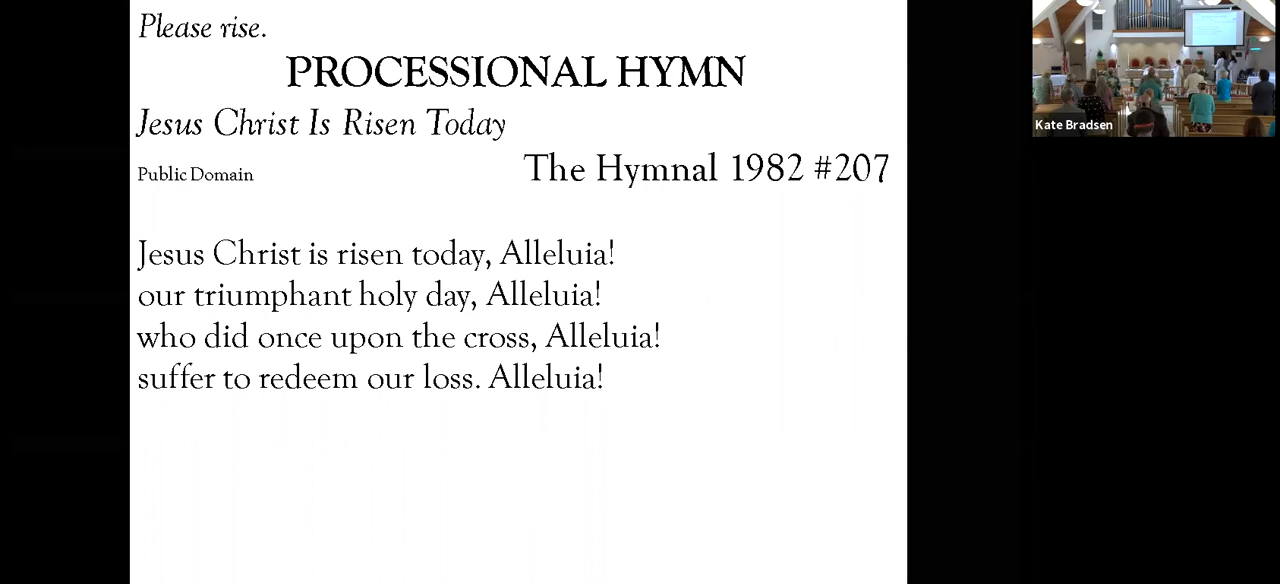 Please rise.
PROCESSIONAL HYMN
Jesus Christ Is Risen Today
Public Domain
The Hymnal 1982 #207
Jesus Christ is risen today, Alleluia!
our triumphant holy day, Alleluia!
who did once upon the cross, Alleluia!
suffer to redeem our loss. Alleluia!
Kate Bradsen